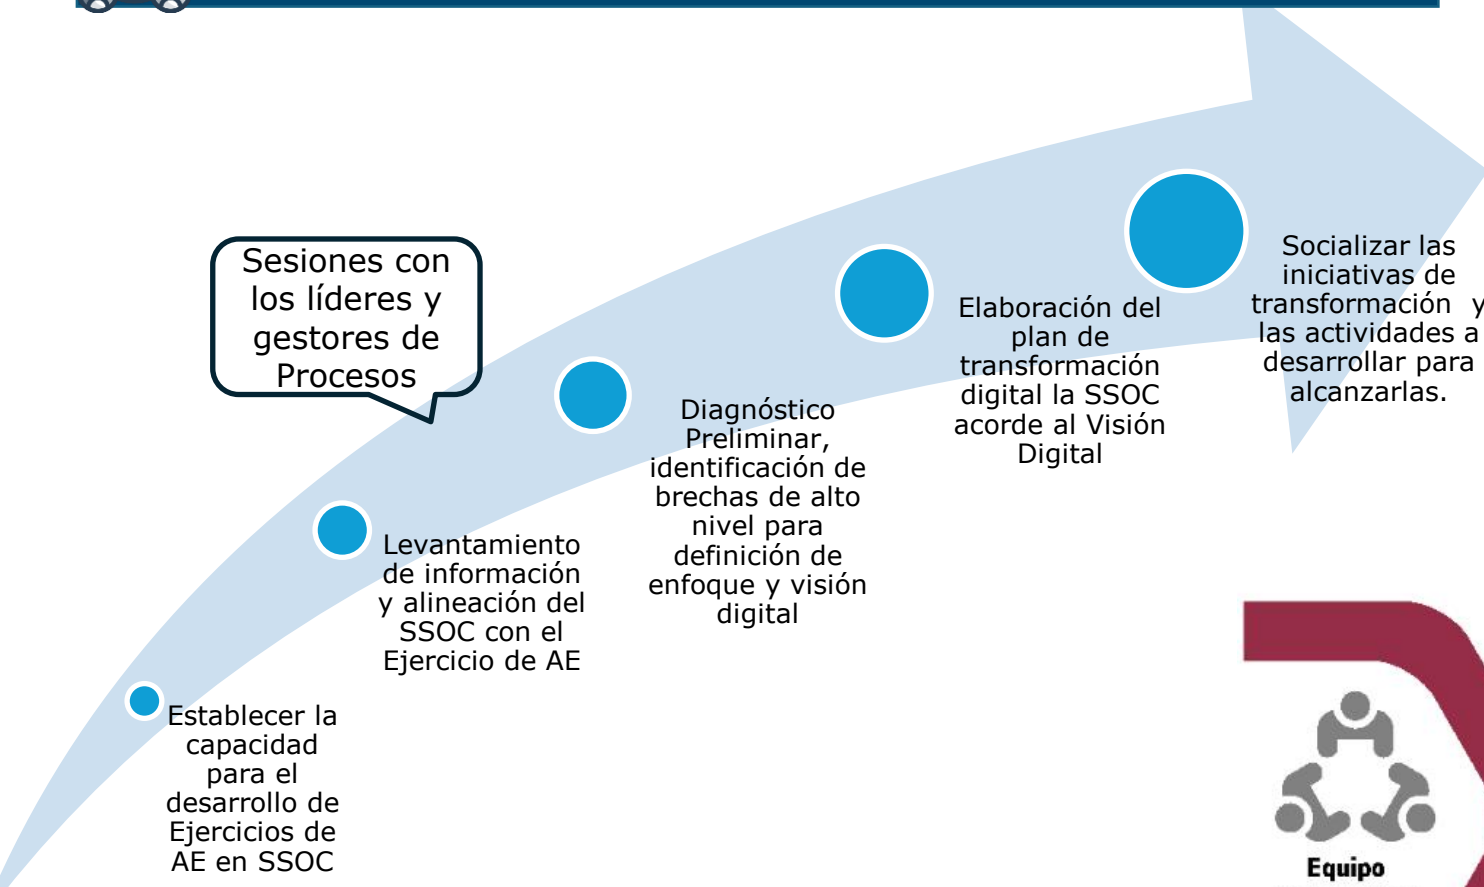 Sesiones con
los líderes y
gestores de
Procesos
Establecer la
capacidad
para el
desarrollo de
Ejercicios de
AE en SSOC
Levantamiento
de información
y alineación del
SSOC con el
Ejercicio de AE
Diagnóstico
Preliminar,
identificación de
brechas de alto
nivel para
definición de
enfoque y visión
digital
Elaboración del
plan de
transformación
digital la SSOC
acorde al Visión
Digital
Socializar las
iniciativas de
transformación y
las actividades a
desarrollar para
alcanzarlas.
Equipo